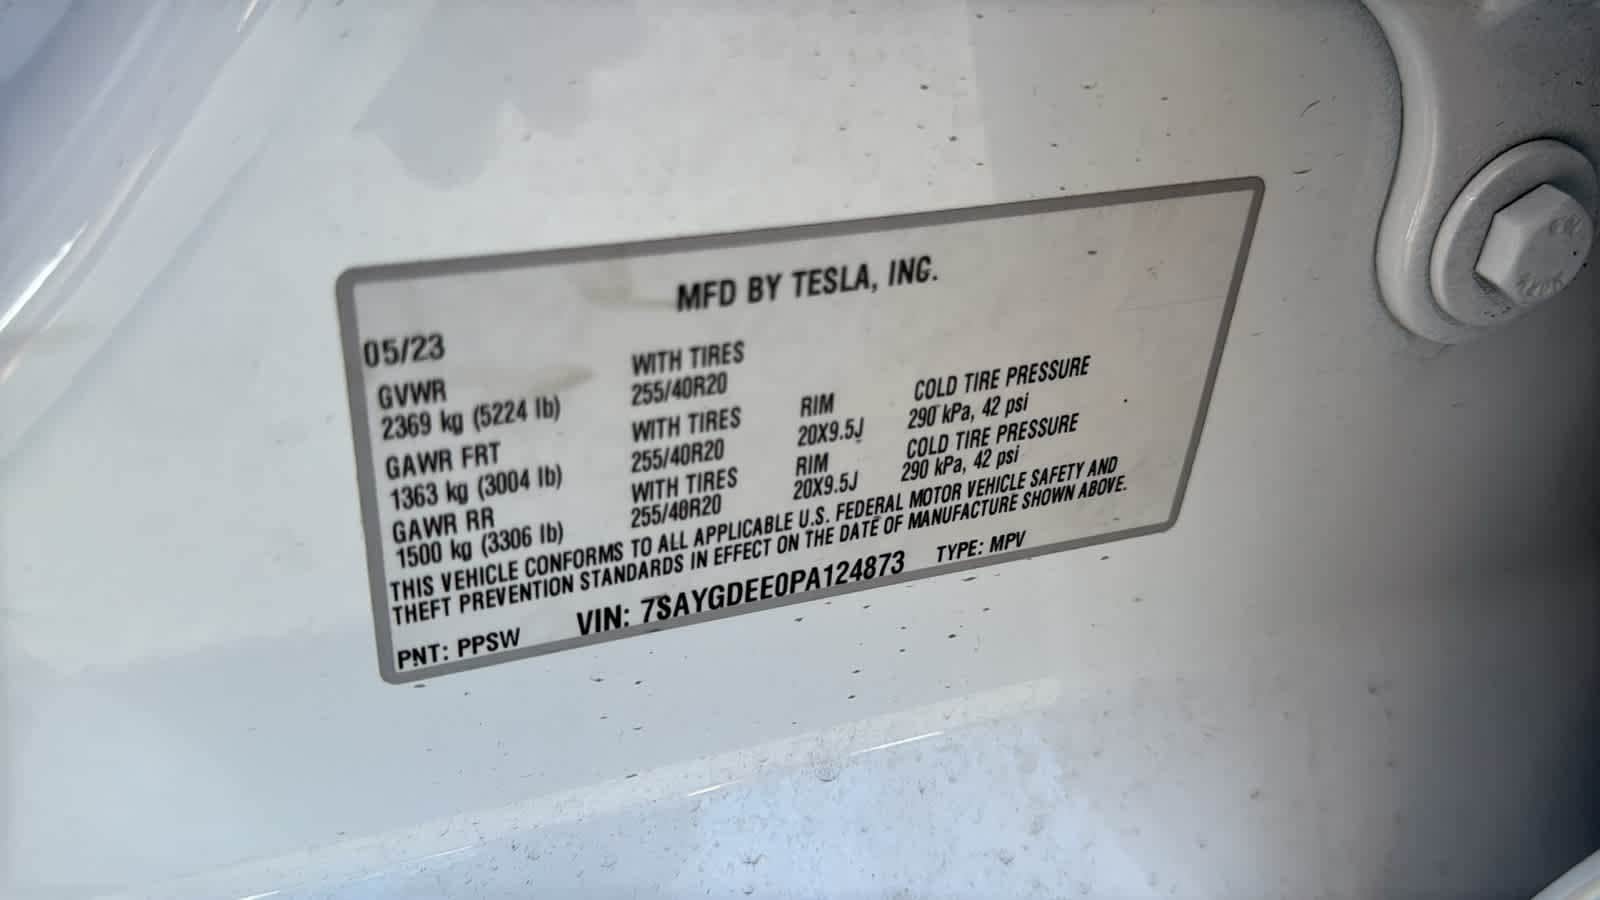 MFD BY TESLA, INC.
05/23
GVWR WITH TIRES
2369 kg (5224 lb) 255/40R20
GAWR FRT WITH TIRES RIM COLD TIRE PRESSURE
1363 kg (3004 lb) 255/40R20 20X9.5J 290 kPa, 42 psi
GAWR RR WITH TIRES RIM COLD TIRE PRESSURE
1500 kg (3306 lb) 255/40R20 20X9.5J 290 kPa, 42 psi
THIS VEHICLE CONFORMS TO ALL APPLICABLE U.S. FEDERAL MOTOR VEHICLE SAFETY AND
THEFT PREVENTION STANDARDS IN EFFECT ON THE DATE OF MANUFACTURE SHOWN ABOVE.
PNT: PPSW VIN: 7SAYGDEE0PA124873 TYPE: MPV